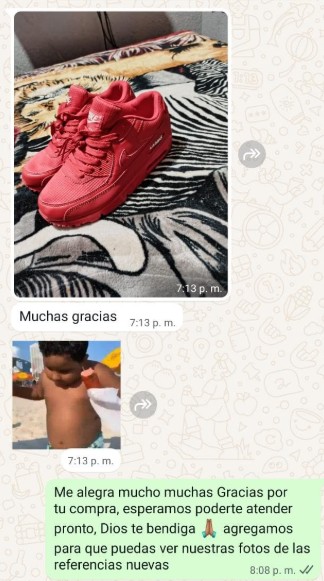 7:13 p. m.
Muchas gracias
7:13 p. m.
7:13 p. m.
Me alegra mucho muchas Gracias por
tu compra, esperamos poderte atender
pronto, Dios te bendiga 🙏🏽 agregamos
para que puedas ver nuestras fotos de las
referencias nuevas
8:08 p. m.